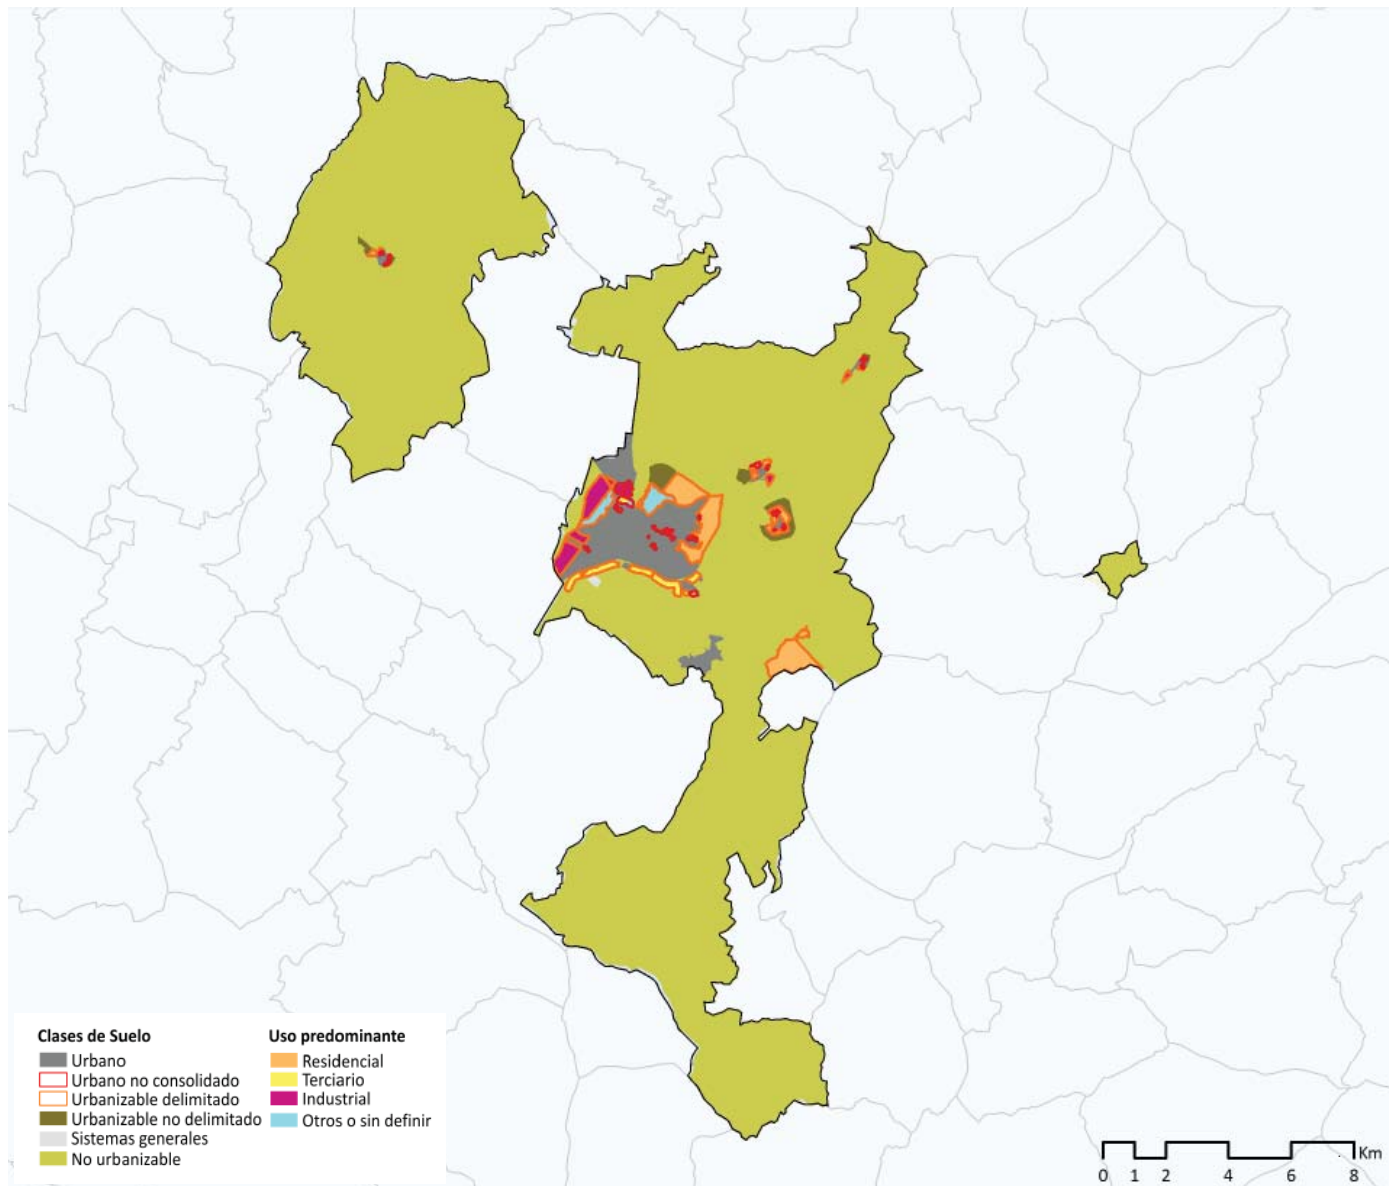 Clases de Suelo
Urbano
Urbano no consolidado
Urbanizable delimitado
Urbanizable no delimitado
Sistemas generales
No urbanizable
Uso predominante
Residencial
Terciario
Industrial
Otros o sin definir
Km
0 1 2 4 6 8